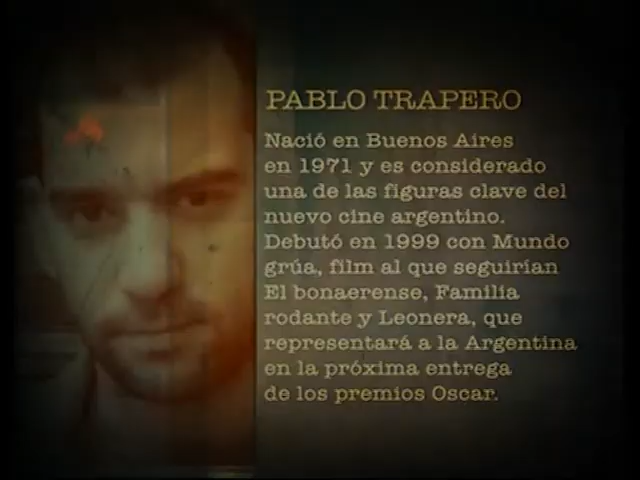 PABLO TRAPERO
Nació en Buenos Aires
en 1971 y es considerado
una de las figuras clave del
nuevo cine argentino.
Debutó en 1999 con Mundo
grúa, film al que seguirían
El bonaerense, Familia
rodante y Leonera, que
representará a la Argentina
en la próxima entrega
de los premios Oscar.